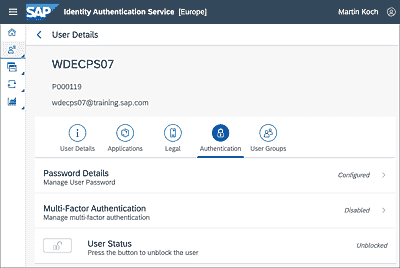 SAP Identity Authentication Service [Europe] Martin Koch
User Details
WDECPS07
P000119
wdecps07@training.sap.com
User Details Applications Legal Authentication User Groups
Password Details
Manage User Password
Configured
Multi-Factor Authentication
Manage multi-factor authentication
Disabled
User Status
Press the button to unblock the user
Unblocked